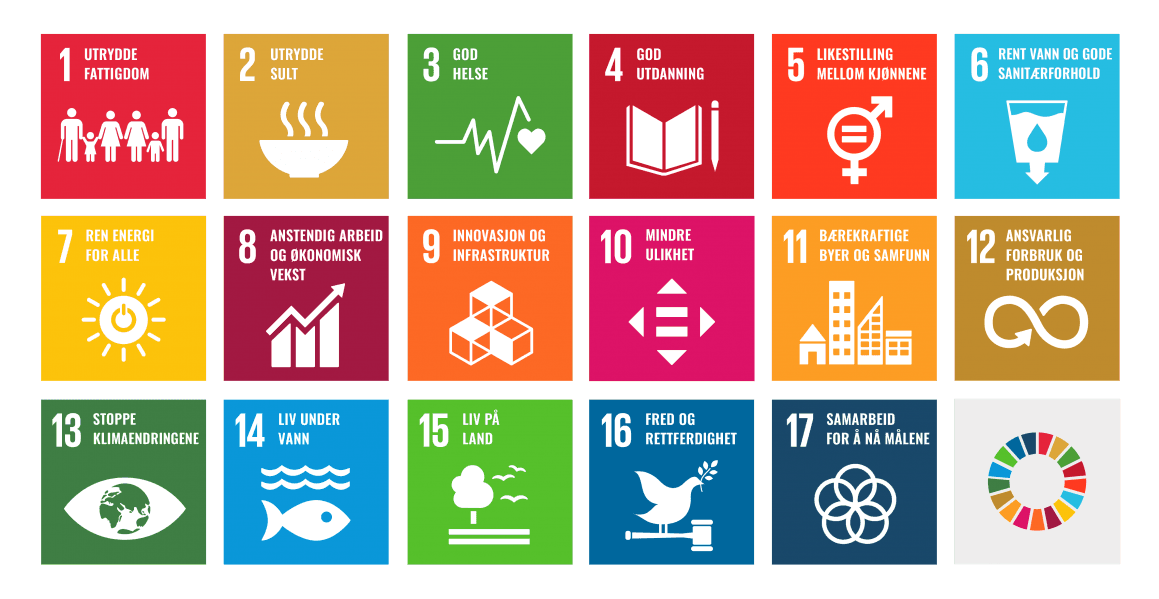 1 UTRYDDE
FATTIGDOM
2 UTRYDDE
SULT
3 GOD
HELSE
4 GOD
UTDANNING
5 LIKESTILLING
MELLOM KJØNNENE
6 RENT VANN OG GODE
SANITÆRFORHOLD
7 REN ENERGI
FOR ALLE
8 ANSTENDIG ARBEID
OG ØKONOMISK
VEKST
9 INNOVASJON OG
INFRASTRUKTUR
10 MINDRE
ULIKHET
11 BÆREKRAFTIGE
BYER OG SAMFUNN
12 ANSVARLIG
FORBRUK OG
PRODUKSJON
13 STOPPE
KLIMAENDRINGENE
14 LIV UNDER
VANN
15 LIV PÅ
LAND
16 FRED OG
RETTFERDIGHET
17 SAMARBEID
FOR Å NÅ MÅLENE